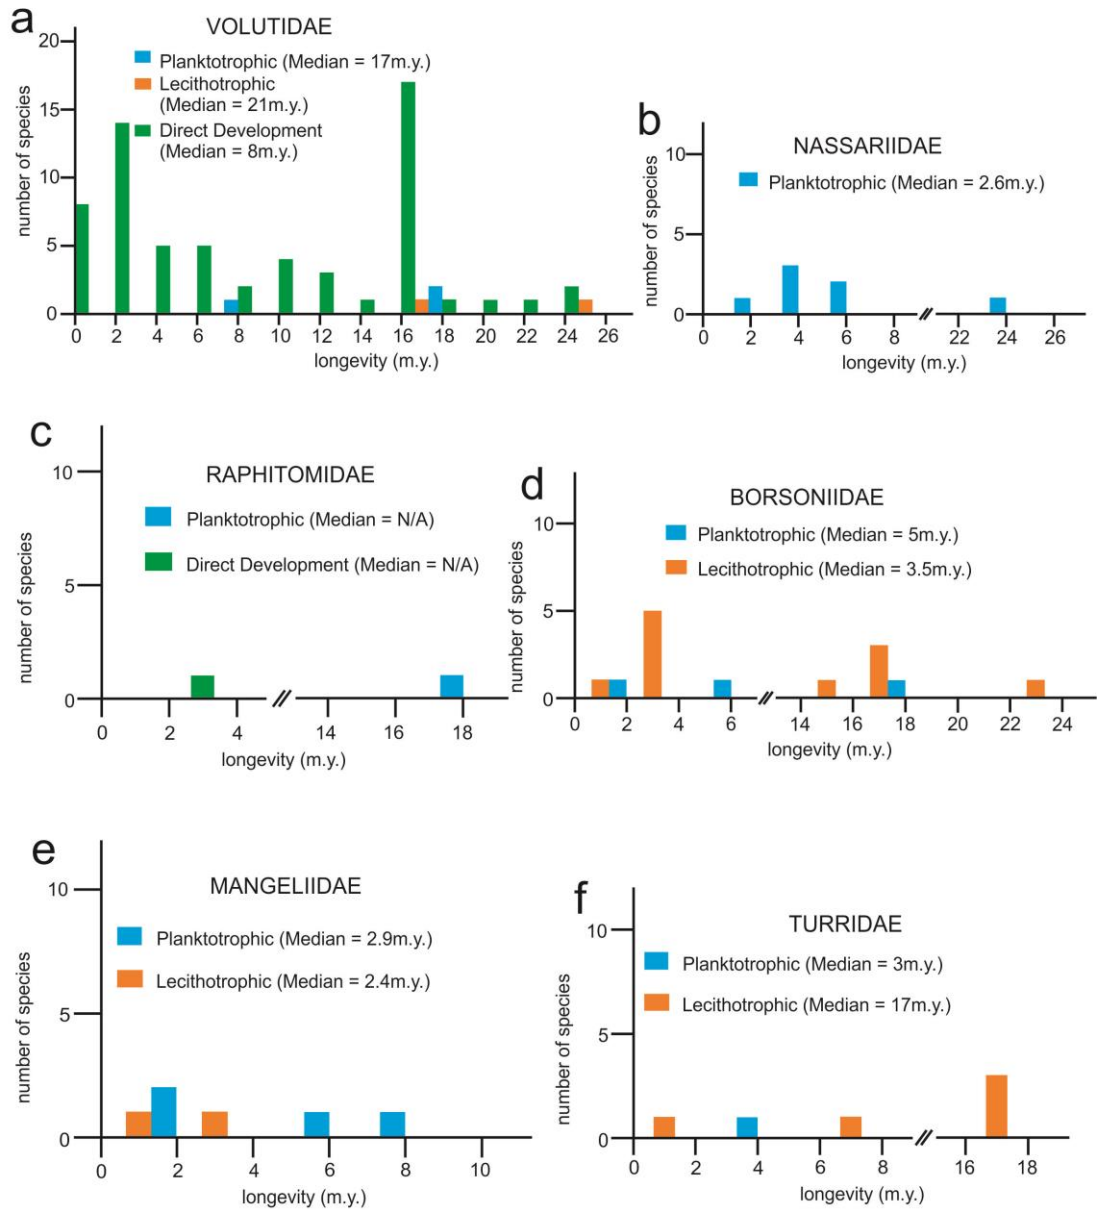 a
VOLUTIDAE
Planktotrophic (Median = 17m.y.)
Lecithotrophic
(Median = 21m.y.)
Direct Development
(Median = 8m.y.)
number of species
20
15
10
5
0
0 2 4 6 8 10 12 14 16 18 20 22 24 26
longevity (m.y.)
b
NASSARIIDAE
Planktotrophic (Median = 2.6m.y.)
number of species
10
5
0
0 2 4 6 8 22 24 26
longevity (m.y.)
c
RAPHITOMIDAE
Planktotrophic (Median = N/A)
Direct Development (Median = N/A)
number of species
10
5
0
0 2 4 14 16 18
longevity (m.y.)
d
BORSONIIDAE
Planktotrophic (Median = 5m.y.)
Lecithotrophic (Median = 3.5m.y.)
number of species
10
5
0
0 2 4 6 14 16 18 20 22 24
longevity (m.y.)
e
MANGELIIDAE
Planktotrophic (Median = 2.9m.y.)
Lecithotrophic (Median = 2.4m.y.)
number of species
10
5
0
0 2 4 6 8 10
longevity (m.y.)
f
TURRIDAE
Planktotrophic (Median = 3m.y.)
Lecithotrophic (Median = 17m.y.)
number of species
10
5
0
0 2 4 6 8 16 18
longevity (m.y.)